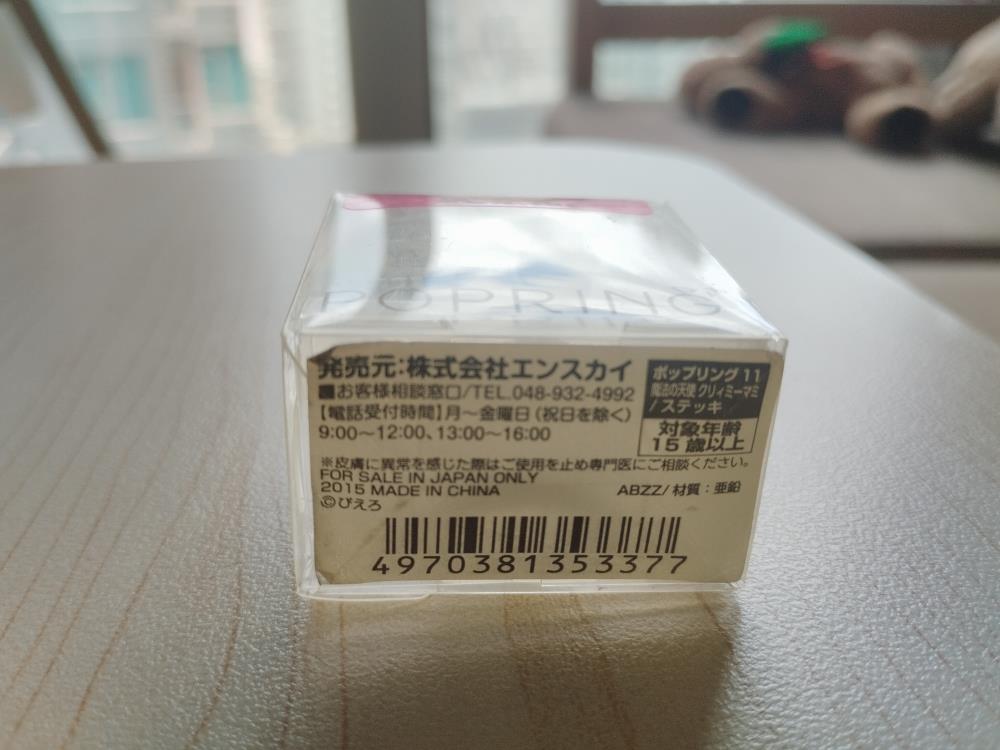 POPRING
発売元:株式会社エンスカイ
■お客様相談窓口/TEL.048-932-4992
【電話受付時間】月〜金曜日(祝日を除く)
9:00〜12:00、13:00〜16:00
ポップリング 11
魔法の天使 クリィミーマミ
/ステッキ
対象年齢
15 歳以上
※皮膚に異常を感じた際はご使用を止め専門医にご相談ください。
FOR SALE IN JAPAN ONLY
2015 MADE IN CHINA
ABZZ/材質:亜鉛
©ぴえろ
4970381353377